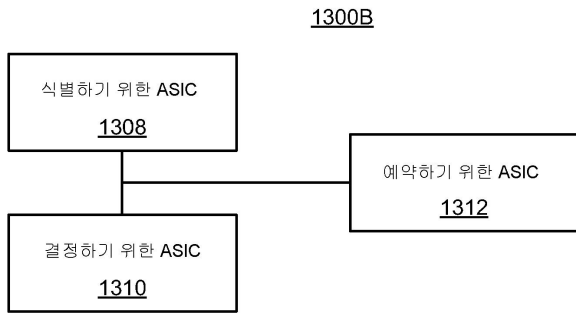 1300B
식별하기 위한 ASIC
1308
예약하기 위한 ASIC
1312
결정하기 위한 ASIC
1310